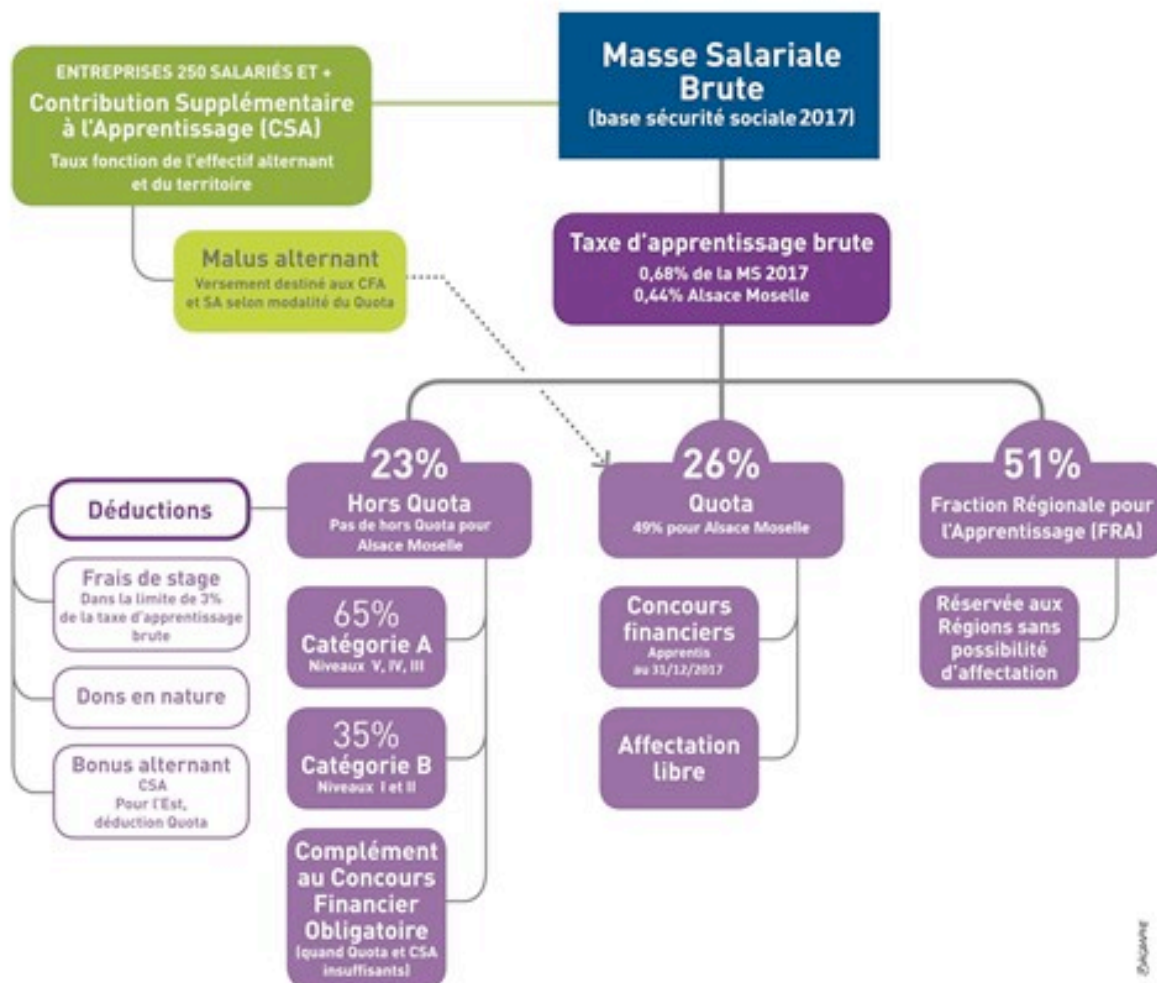 ENTREPRISES 250 SALARIÉS ET +
Contribution Supplémentaire
à l'Apprentissage (CSA)
Taux fonction de l'effectif alternant
et du territoire
Masse Salariale
Brute
(base sécurité sociale 2017)
Malus alternant
Versement destiné aux CFA
et SA selon modalité du Quota
Taxe d'apprentissage brute
0,68% de la MS 2017
0,44% Alsace Moselle
23%
Hors Quota
Pas de hors Quota pour
Alsace Moselle
26%
Quota
49% pour Alsace Moselle
51%
Fraction Régionale pour
l'Apprentissage (FRA)
Déductions
Frais de stage
Dans la limite de 3%
de la taxe d'apprentissage
brute
Dons en nature
Bonus alternant
CSA
Pour l'Est,
déduction Quota
65%
Catégorie A
Niveaux V, IV, III
35%
Catégorie B
Niveaux I et II
Complément
au Concours
Financier
Obligatoire
(quand Quota et CSA
insuffisants)
Concours
financiers
Apprentis
au 31/12/2017
Affectation
libre
Réservée aux
Régions sans
possibilité
d'affectation